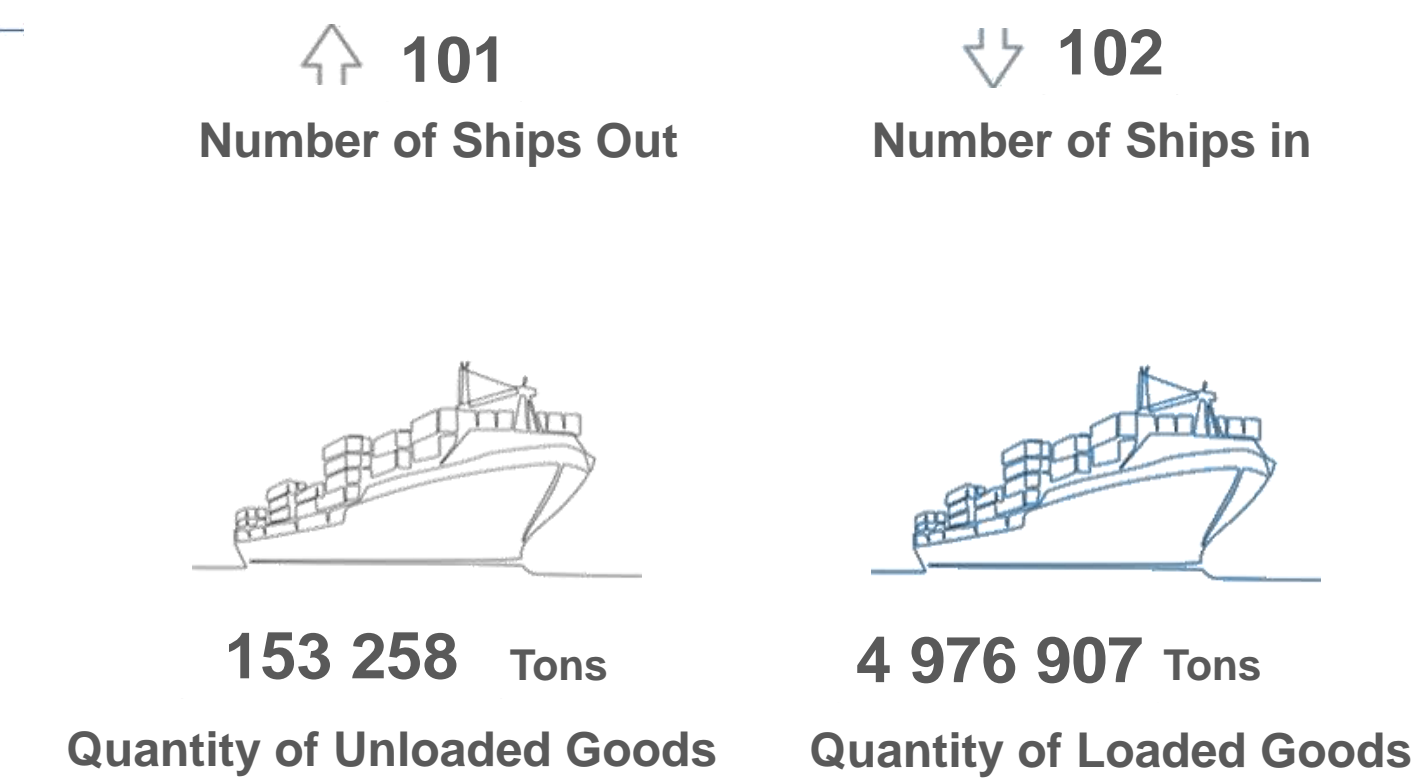 101
Number of Ships Out
102
Number of Ships in
153 258 Tons
Quantity of Unloaded Goods
4 976 907 Tons
Quantity of Loaded Goods